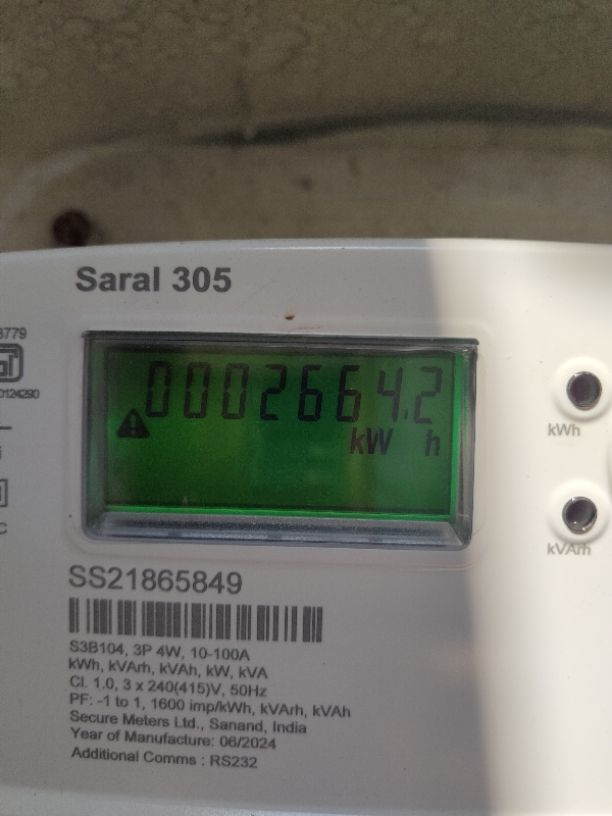 Saral 305
0002664.2
kW h
kWh
kVArh
SS21865849
S3B104, 3P 4W, 10-100A
kWh, kVArh, kVAh, kW, kVA
Cl. 1.0, 3 x 240(415)V, 50Hz
PF: -1 to 1, 1600 imp/kWh, kVArh, kVAh
Secure Meters Ltd., Sanand, India
Year of Manufacture: 06/2024
Additional Comms : RS232